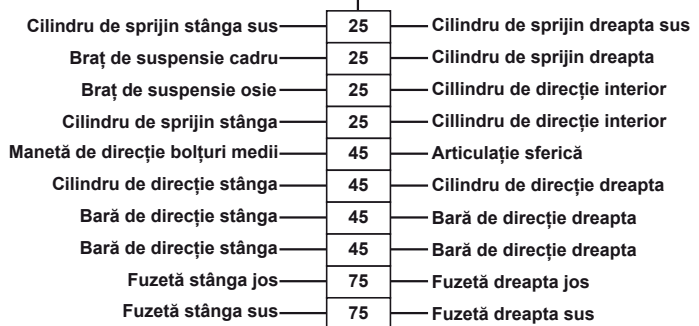 Cilindru de sprijin stânga sus 25 Cilindru de sprijin dreapta sus
Braț de suspensie cadru 25 Cilindru de sprijin dreapta
Braț de suspensie osie 25 Cillindru de direcție interior
Cilindru de sprijin stânga 25 Cillindru de direcție interior
Manetă de direcție bolțuri medii 45 Articulație sferică
Cilindru de direcție stânga 45 Cilindru de direcție dreapta
Bară de direcție stânga 45 Bară de direcție dreapta
Bară de direcție stânga 45 Bară de direcție dreapta
Fuzetă stânga jos 75 Fuzetă dreapta jos
Fuzetă stânga sus 75 Fuzetă dreapta sus